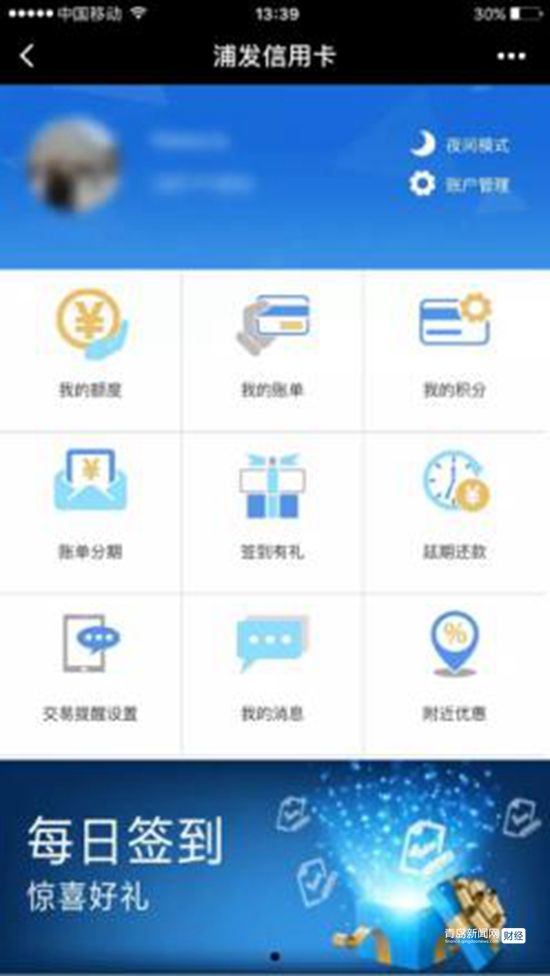 中国移动 13:39 30%
浦发信用卡
夜间模式
账户管理
我的额度 我的账单 我的积分
账单分期 签到有礼 延期还款
交易提醒设置 我的消息 附近优惠
每日签到
惊喜好礼
青岛新闻网 财经